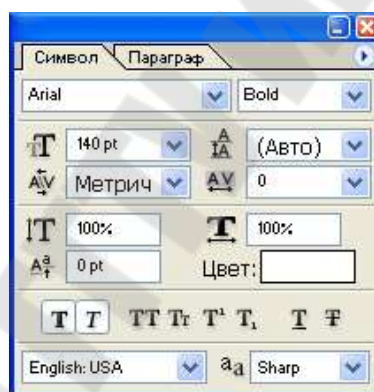 Символ Параграф
Arial Bold
140 pt (Авто)
Метрич 0
100% 100%
0 pt Цвет:
T T TT Tт T¹ T₁ T T
English: USA aa Sharp